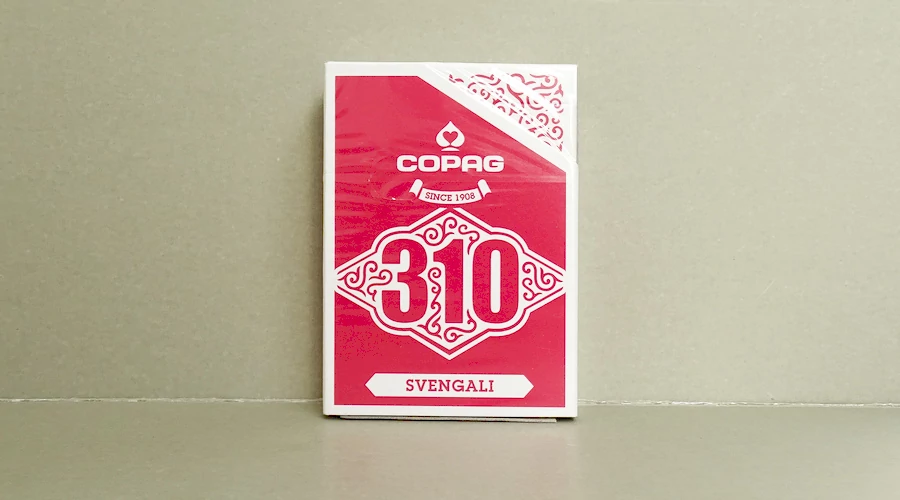 COPAG
SINCE 1908
310
SVENGALI